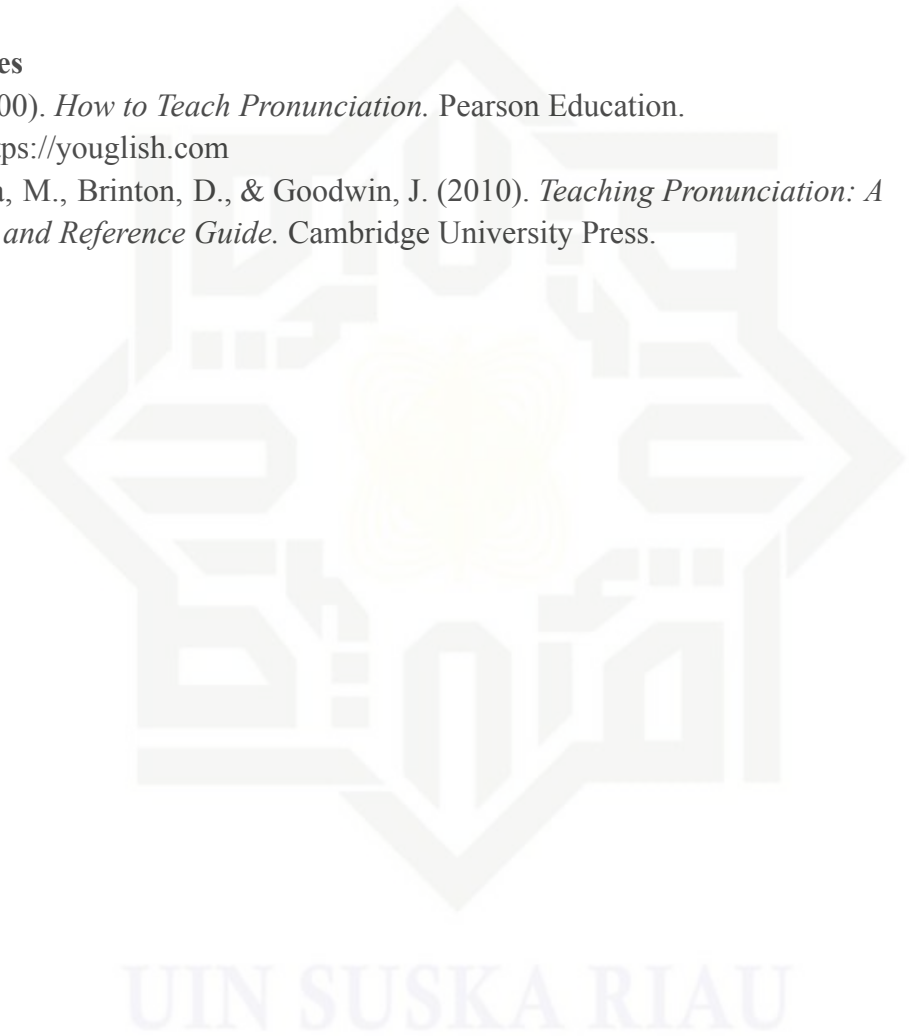 es
00). How to Teach Pronunciation. Pearson Education.
tps://youglish.com
a, M., Brinton, D., & Goodwin, J. (2010). Teaching Pronunciation: A
and Reference Guide. Cambridge University Press.
UIN SUSKA RIAU